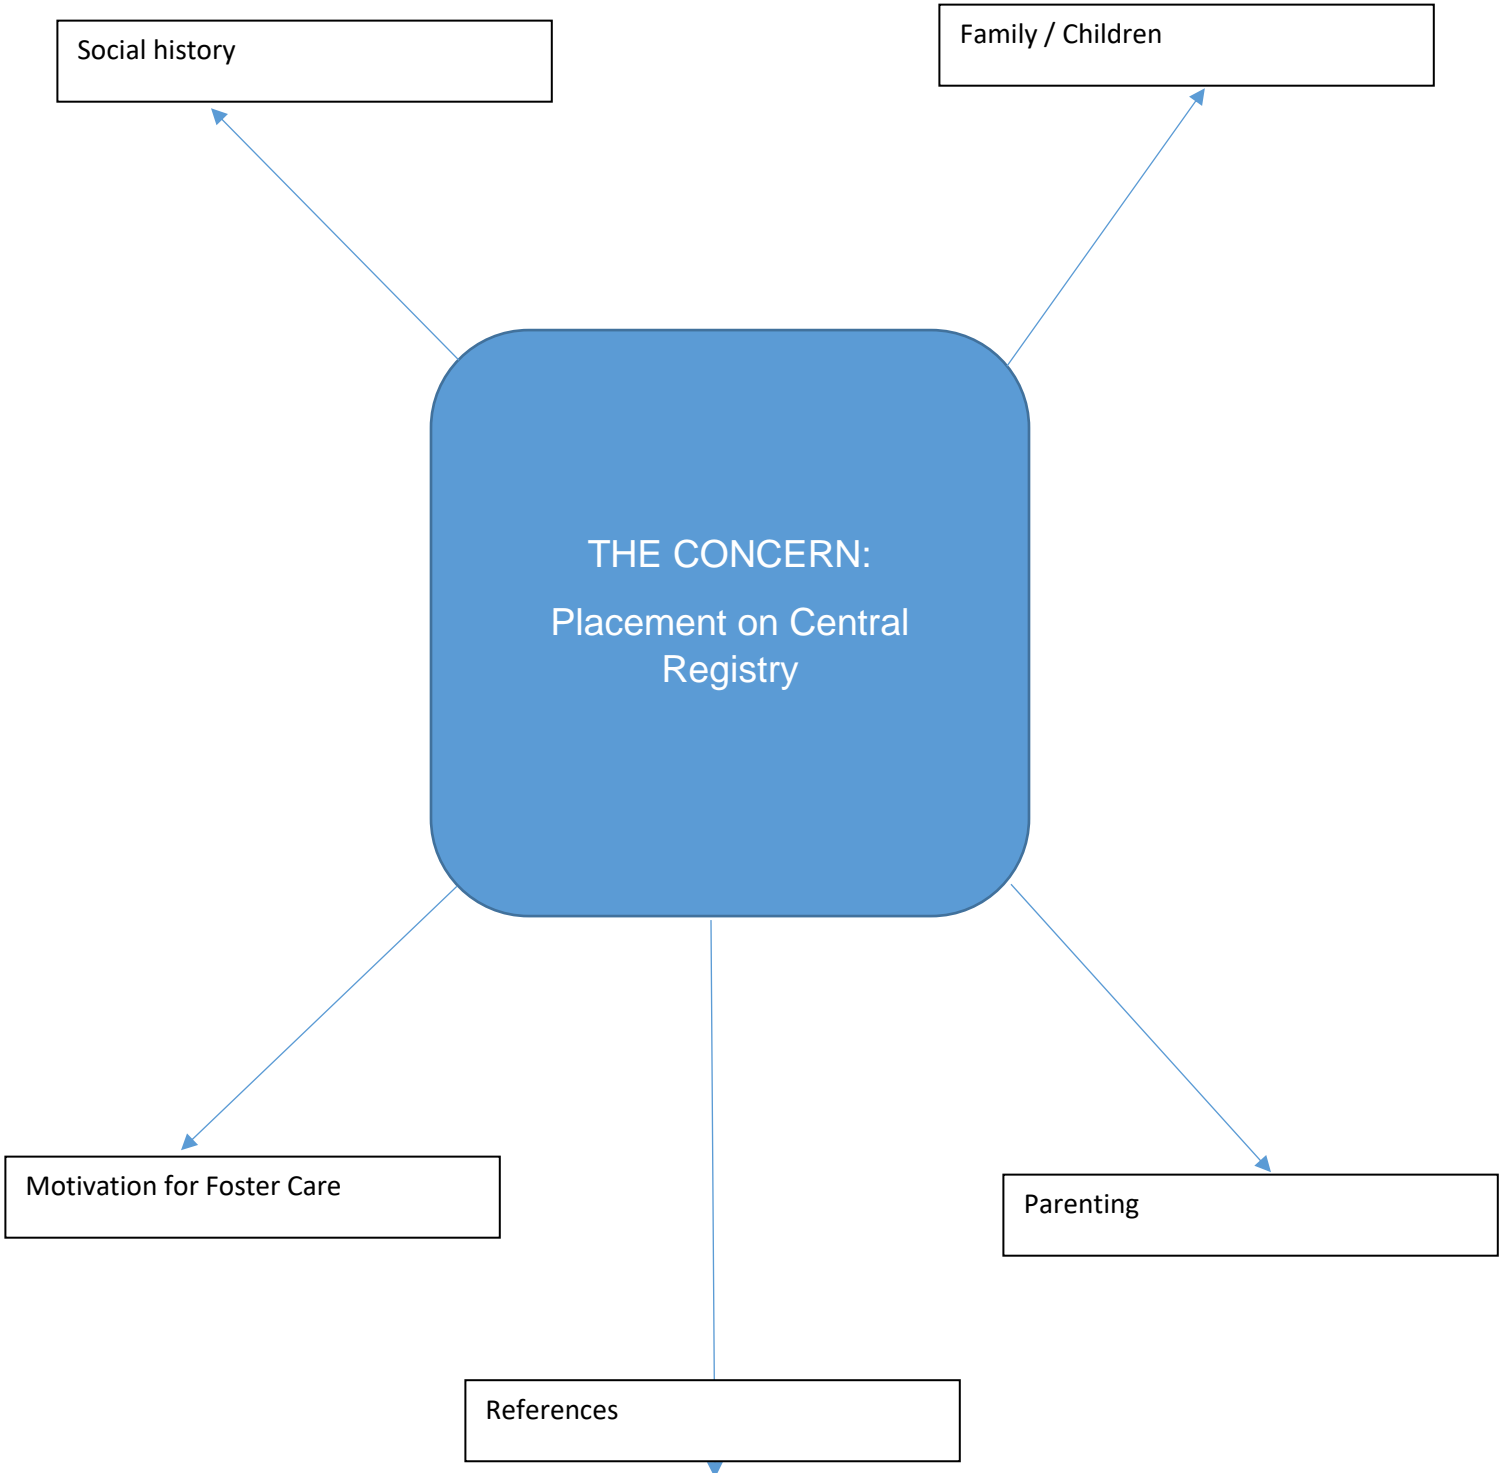 Social history
Family / Children
THE CONCERN:
Placement on Central
Registry
Motivation for Foster Care
Parenting
References